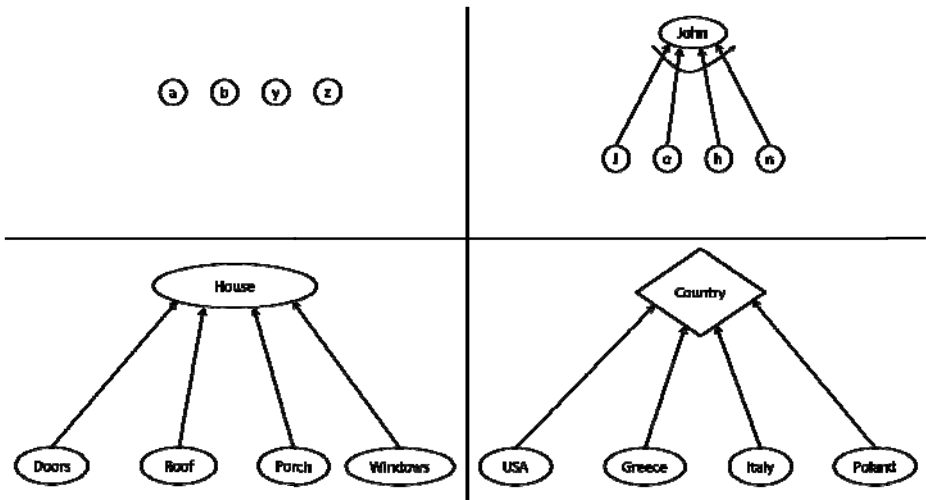 a b y z
John
J o h n
House
Doors Roof Porch Windows
Country
USA Greece Italy Poland